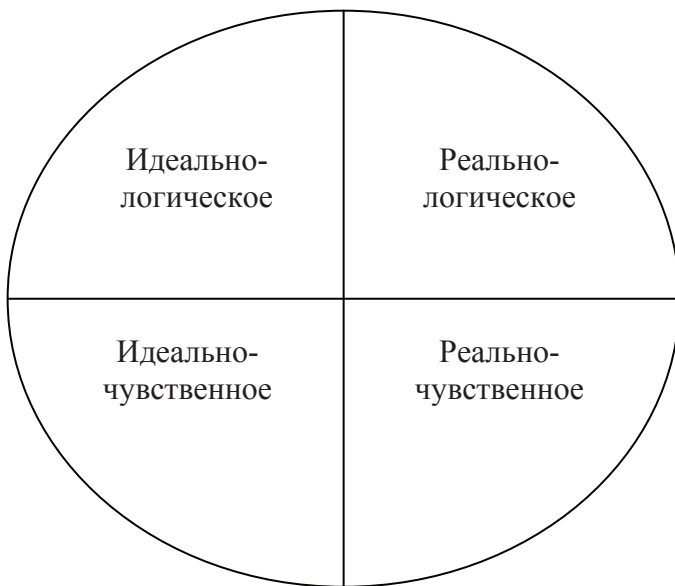 Идеально-
логическое
Реально-
логическое
Идеально-
чувственное
Реально-
чувственное